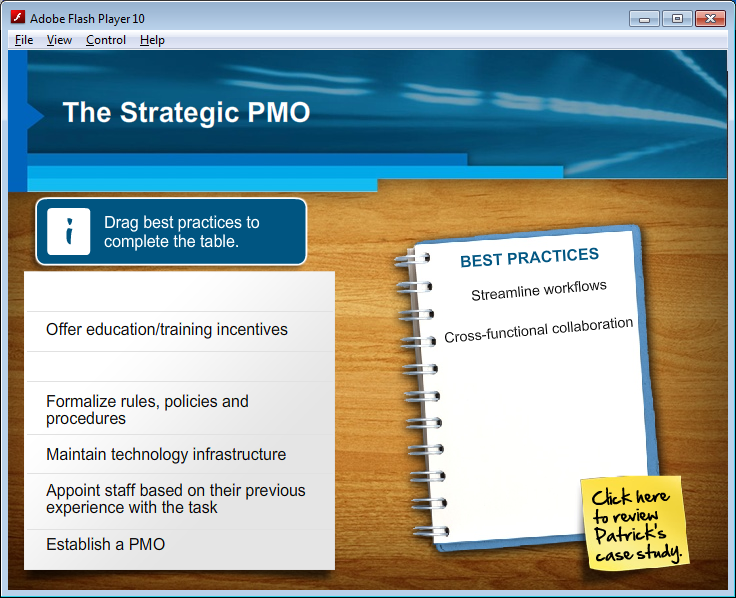 Adobe Flash Player 10
File View Control Help
The Strategic PMO
i
Drag best practices to
complete the table.
Offer education/training incentives
Formalize rules, policies and
procedures
Maintain technology infrastructure
Appoint staff based on their previous
experience with the task
Establish a PMO
BEST PRACTICES
Streamline workflows
Cross-functional collaboration
Click here
to review
Patrick's
case study.